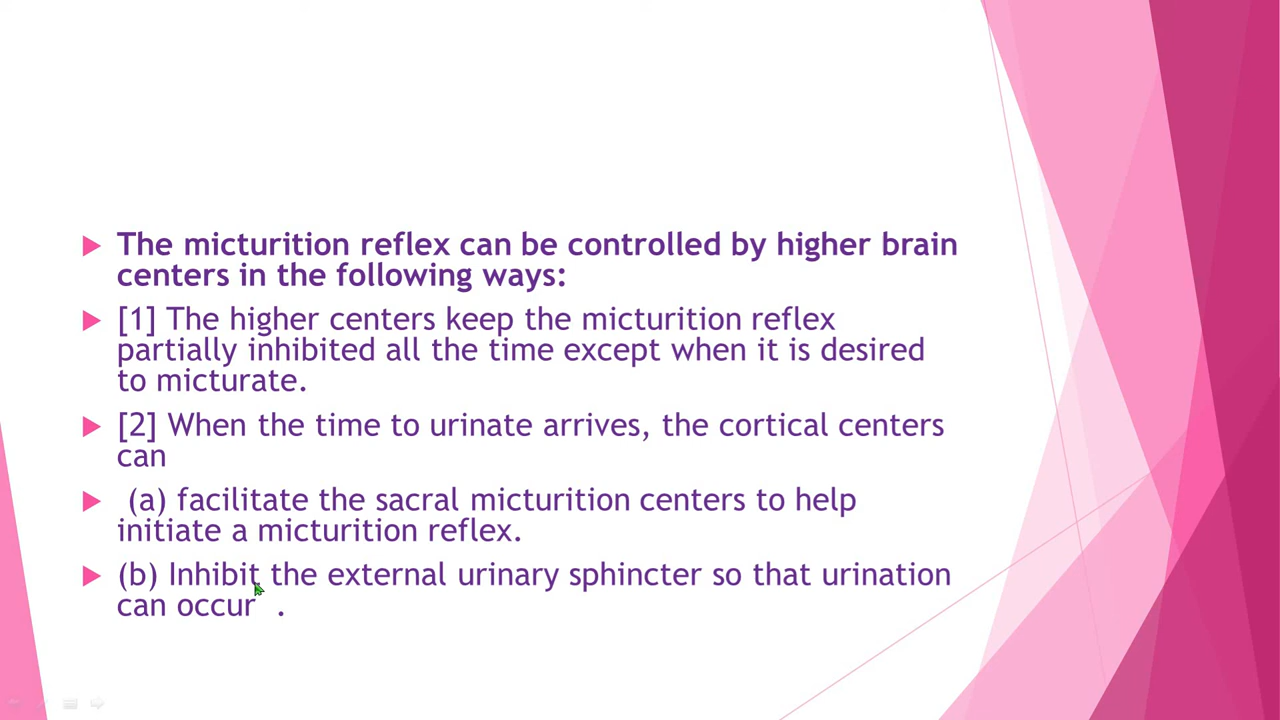 The micturition reflex can be controlled by higher brain
centers in the following ways:
[1] The higher centers keep the micturition reflex
partially inhibited all the time except when it is desired
to micturate.
[2] When the time to urinate arrives, the cortical centers
can
(a) facilitate the sacral micturition centers to help
initiate a micturition reflex.
(b) Inhibit the external urinary sphincter so that urination
can occur .